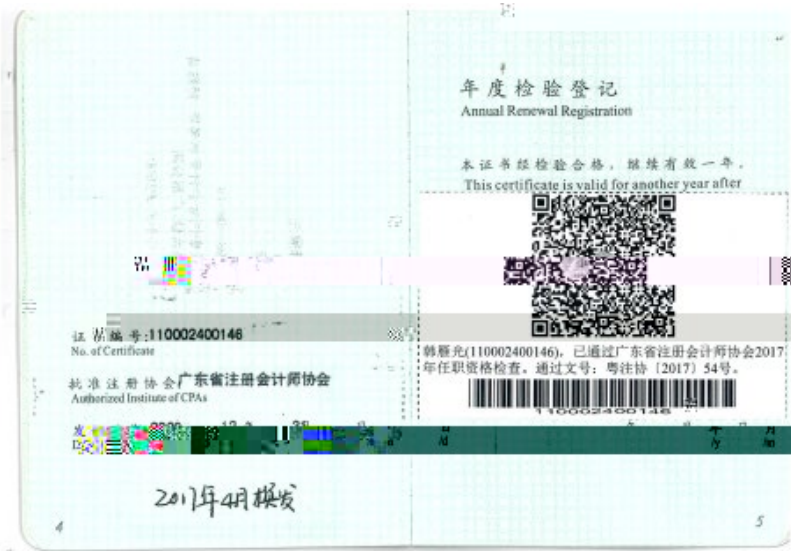 证书编号:110002400146
No. of Certificate
批准注册协会广东省注册会计师协会
Authorized Institute of CPAs
2017年4月换发
4
年度检验登记
Annual Renewal Registration
本证书经检验合格，继续有效一年。
This certificate is valid for another year after
(110002400146)，已通过广东省注册会计师协会2017
年任职资格检查。通过文号：粤注协〔2017〕54号。
110002400146
年 月
/y /m
/d
5